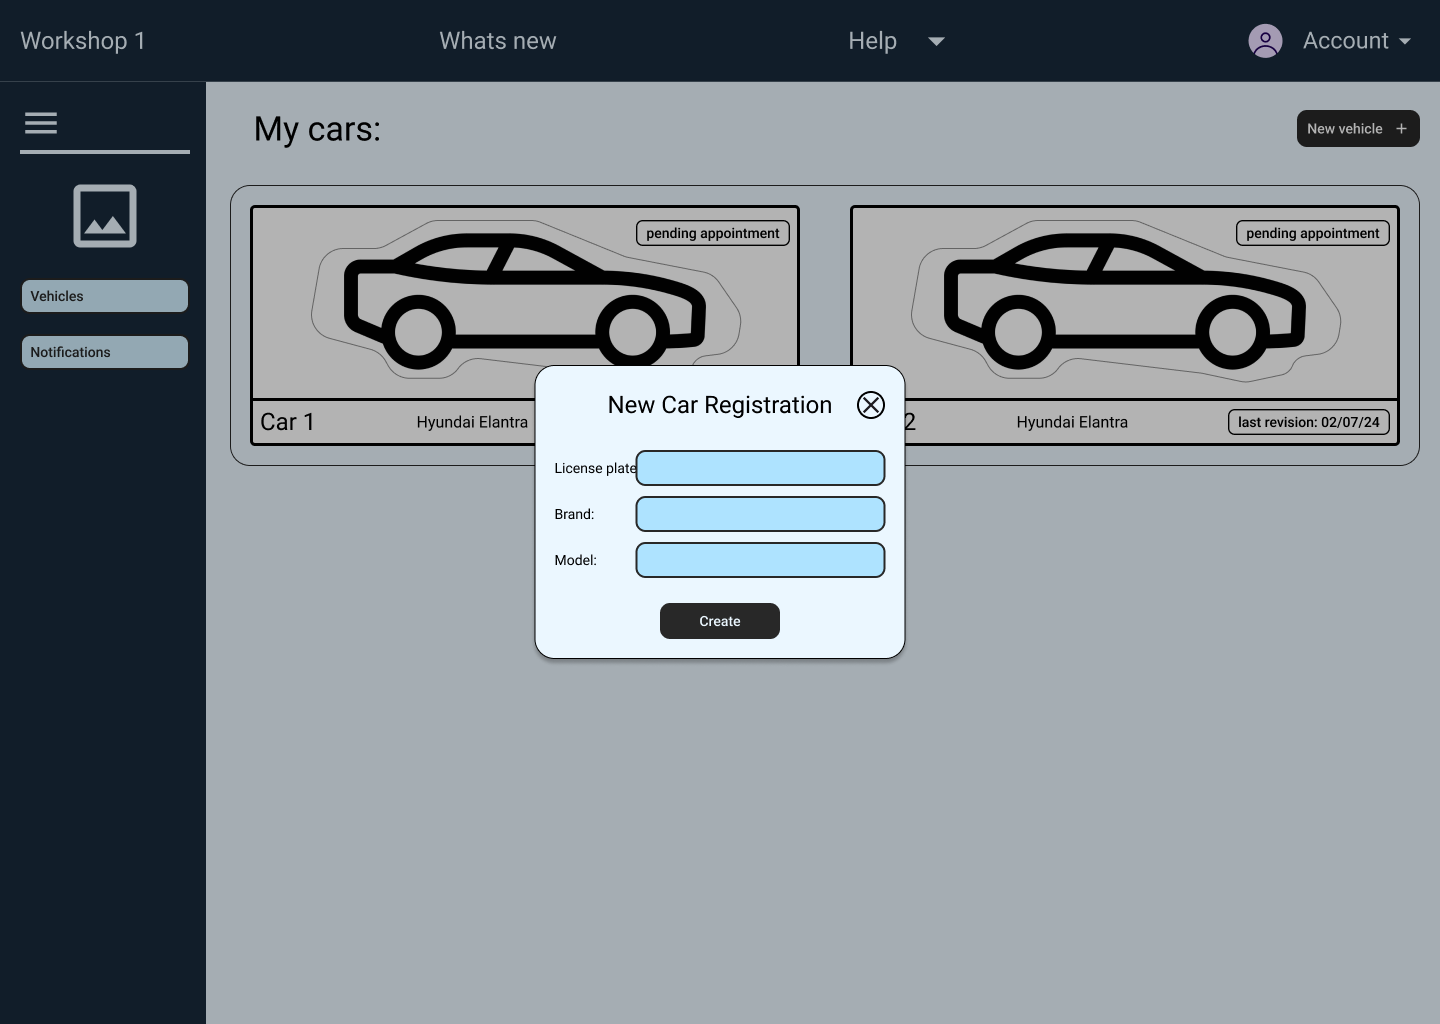 Workshop 1
Whats new
Help
Account
My cars:
New vehicle +
Vehicles
Notifications
pending appointment
Car 1
Hyundai Elantra
pending appointment
2
Hyundai Elantra
last revision: 02/07/24
New Car Registration
License plate
Brand:
Model:
Create